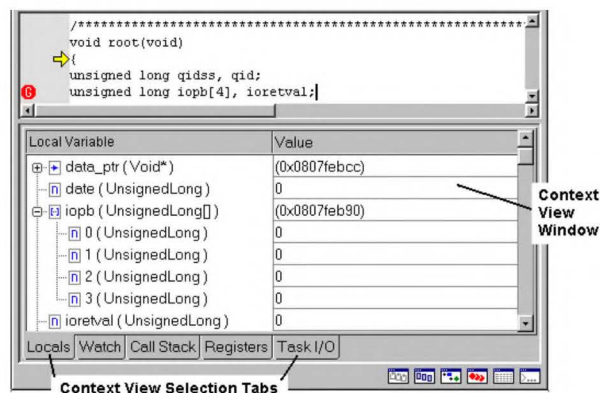 /*****************************************************
void root(void)
{
unsigned long qidss, qid;
G
unsigned long iopb[4], ioretval;
Local Variable Value
data_ptr (Void*) (0x0807febcc)
n date (UnsignedLong) 0
iopb (UnsignedLong[]) (0x0807feb90)
n 0 (UnsignedLong) 0
n 1 (UnsignedLong) 0
n 2 (UnsignedLong) 0
n 3 (UnsignedLong) 0
n ioretval (UnsignedLong) 0
Context
View
Window
Locals Watch Call Stack Registers Task I/O
Context View Selection Tabs